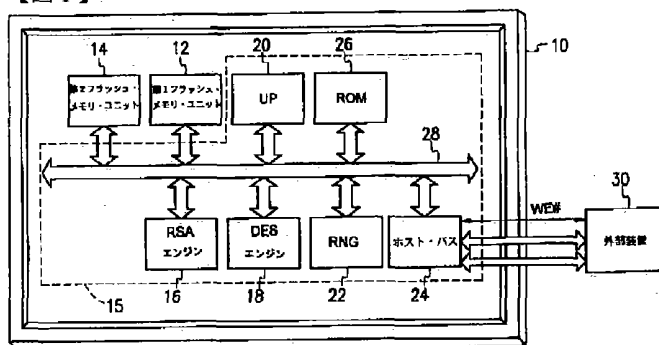 14
12
20
26
10
第2フラッシュ・
メモリ・ユニット
第1フラッシュ・
メモリ・ユニット
UP
ROM
28
30
WE#
RSA
エンジン
DES
エンジン
RNG
ホスト・バス
外部装置
15
16
18
22
24